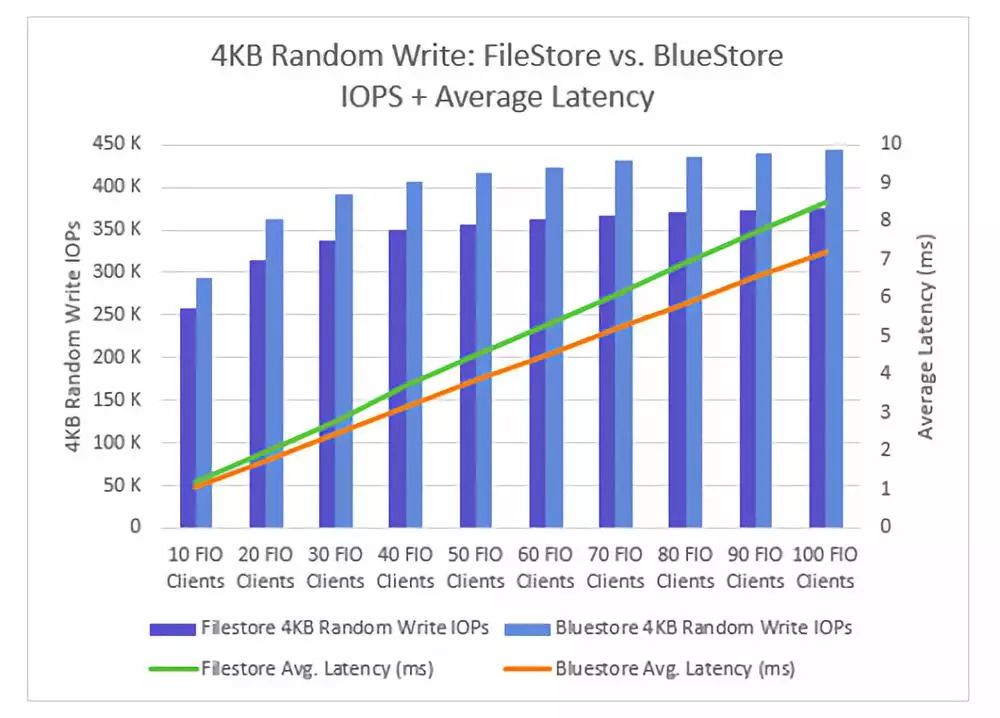 4KB Random Write: FileStore vs. BlueStore
IOPS + Average Latency
450 K
400 K
350 K
300 K
250 K
200 K
150 K
100 K
50 K
0
4KB Random Write IOPs
10
9
8
7
6
5
4
3
2
1
0
Average Latency (ms)
10 FIO 20 FIO 30 FIO 40 FIO 50 FIO 60 FIO 70 FIO 80 FIO 90 FIO 100 FIO
Clients Clients Clients Clients Clients Clients Clients Clients Clients Clients
Filestore 4KB Random Write IOPs Bluestore 4KB Random Write IOPs
Filestore Avg. Latency (ms) Bluestore Avg. Latency (ms)